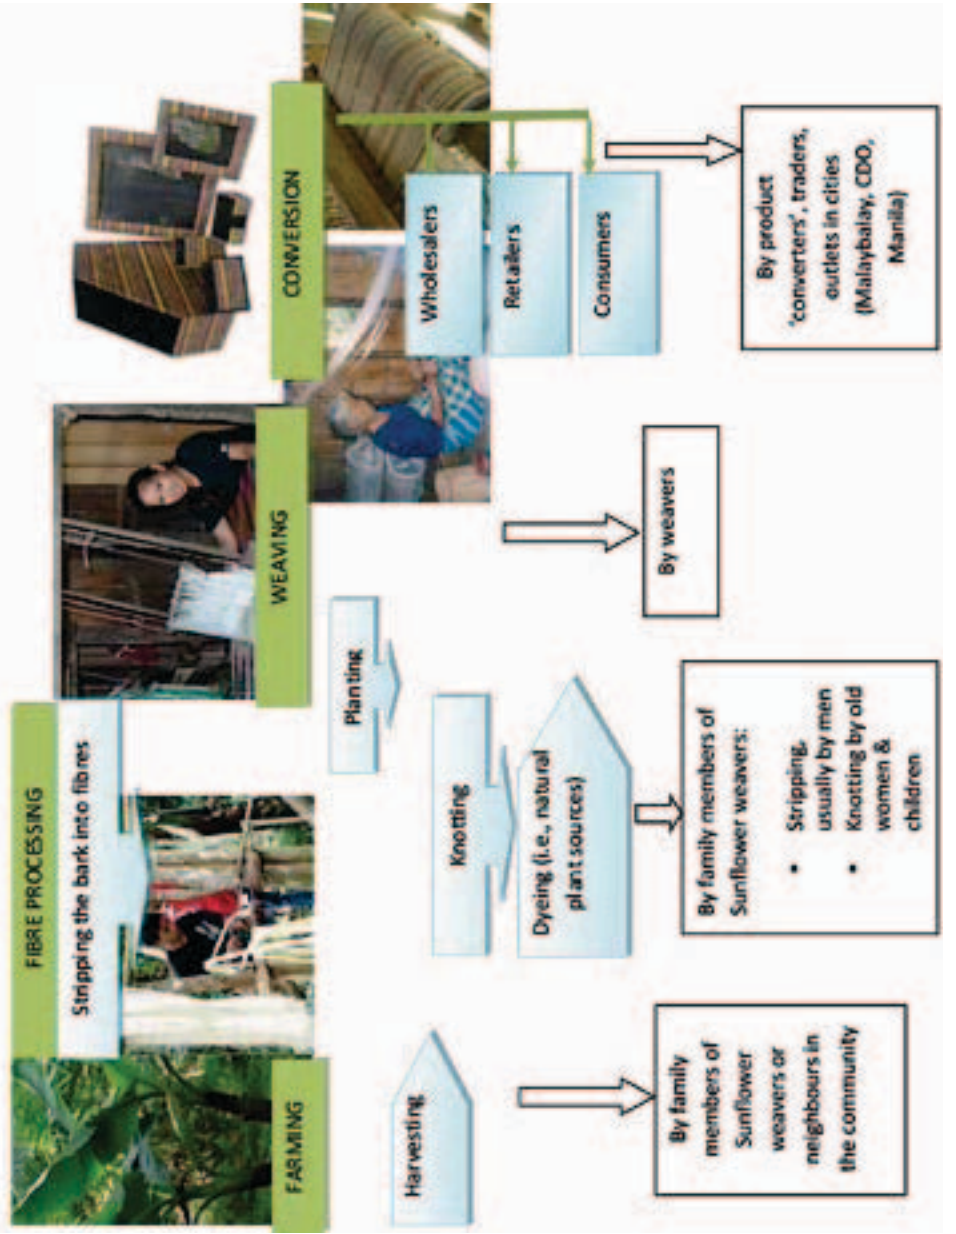 FARMING
FIBRE PROCESSING
Stripping the bark into fibres
WEAVING
CONVERSION
Harvesting
Planting
Knotting
Dyeing (i.e., natural
plant sources)
Wholesalers
Retailers
Consumers
By family
members of
Sunflower
weavers or
neighbours in
the community
By family members of
Sunflower weavers:
• Stripping,
usually by men
• Knotting by old
women &
children
By weavers
By product
'converters', traders,
outlets in cities
(Malaybalay, CDO,
Manila)